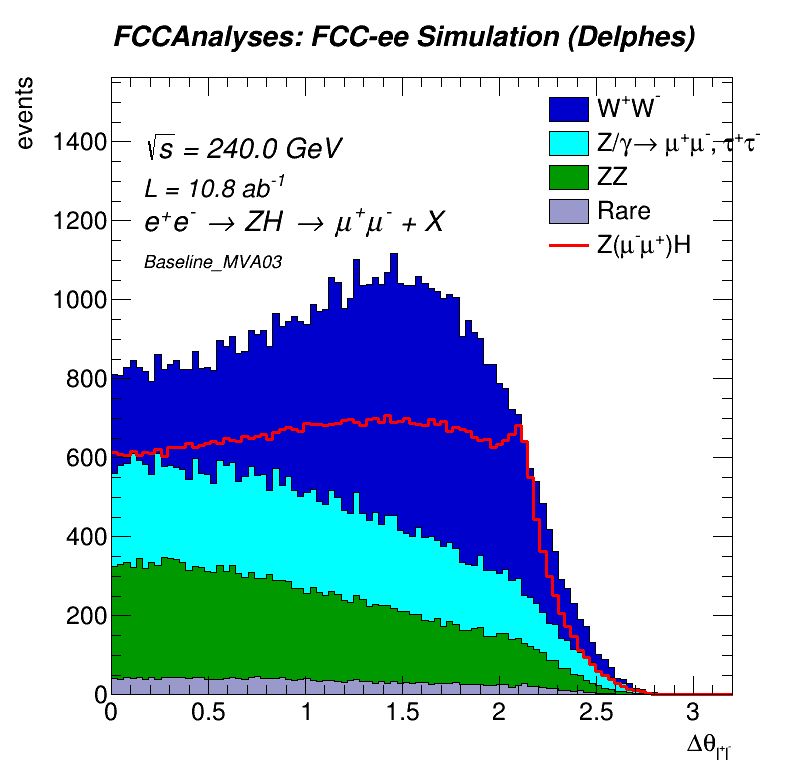 FCCAnalyses: FCC-ee Simulation (Delphes)
events
√s = 240.0 GeV
L = 10.8 ab⁻¹
e⁺e⁻ → ZH → μ⁺μ⁻ + X
Baseline_MVA03
W⁺W⁻
Z/γ→ μ⁺μ⁻, τ⁺τ⁻
ZZ
Rare
Z(μ⁻μ⁺)H
1400
1200
1000
800
600
400
200
0
0 0.5 1 1.5 2 2.5 3
Δθ_l⁺l⁻